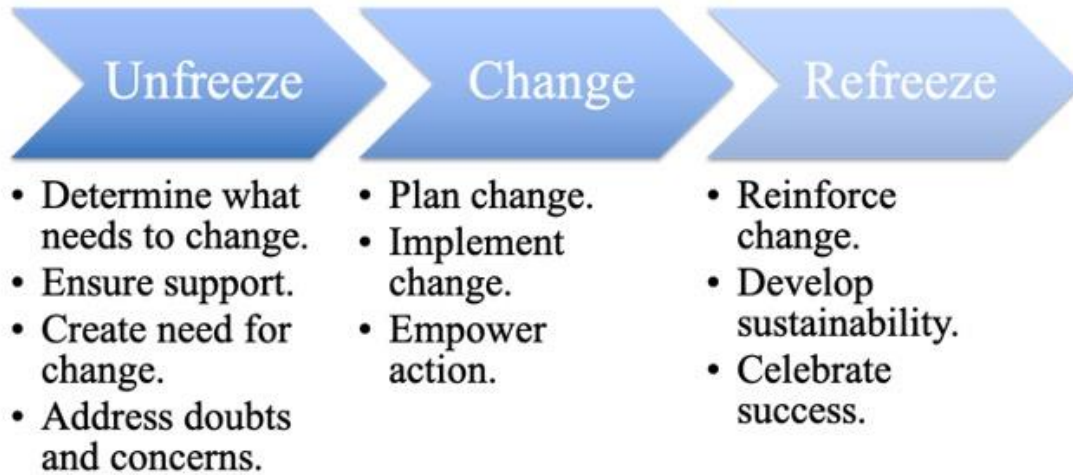 Unfreeze
• Determine what
needs to change.
• Ensure support.
• Create need for
change.
• Address doubts
and concerns.
Change
• Plan change.
• Implement
change.
• Empower
action.
Refreeze
• Reinforce
change.
• Develop
sustainability.
• Celebrate
success.